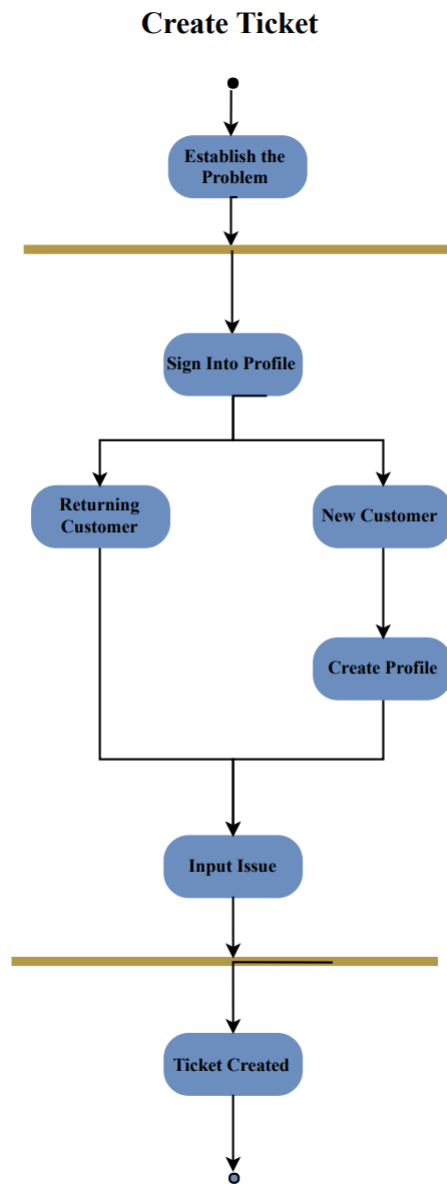 Create Ticket
Establish the
Problem
Sign Into Profile
Returning
Customer
New Customer
Create Profile
Input Issue
Ticket Created